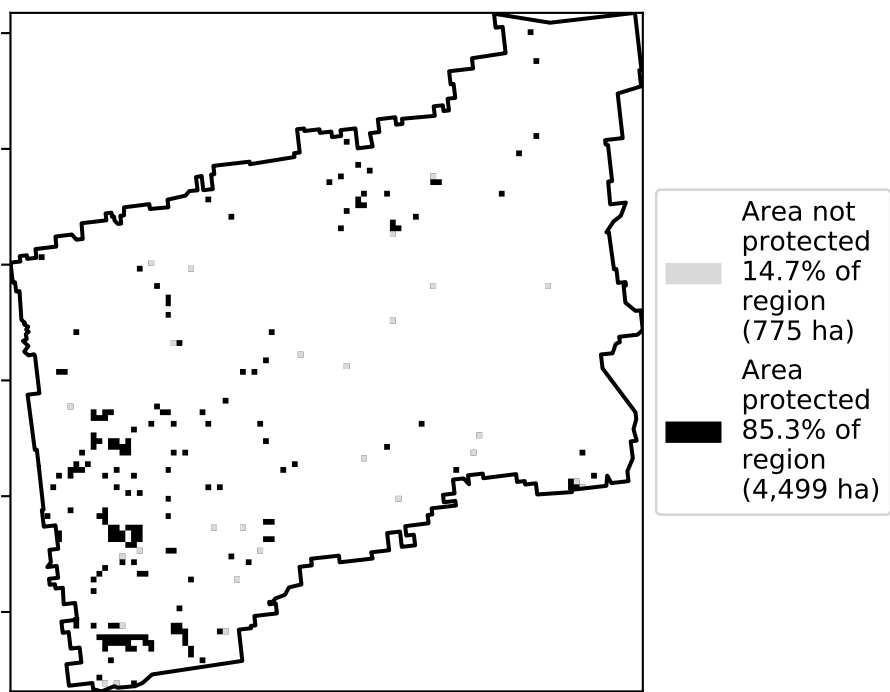 Area not
protected
14.7% of
region
(775 ha)
Area
protected
85.3% of
region
(4,499 ha)